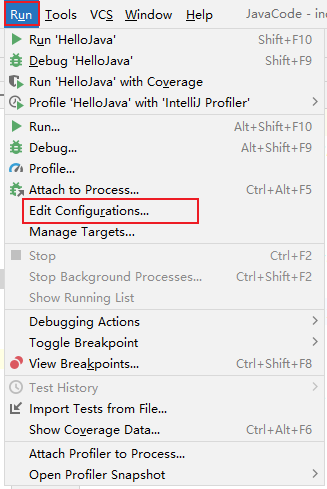 Run Tools VCS Window Help JavaCode - in
Run 'HelloJava' Shift+F10
Debug 'HelloJava' Shift+F9
Run 'HelloJava' with Coverage
Profile 'HelloJava' with 'IntelliJ Profiler'
Run... Alt+Shift+F10
Debug... Alt+Shift+F9
Profile...
Attach to Process... Ctrl+Alt+F5
Edit Configurations...
Manage Targets...
Stop Ctrl+F2
Stop Background Processes... Ctrl+Shift+F2
Show Running List
Debugging Actions
Toggle Breakpoint
View Breakpoints... Ctrl+Shift+F8
Test History
Import Tests from File...
Show Coverage Data... Ctrl+Alt+F6
Attach Profiler to Process...
Open Profiler Snapshot